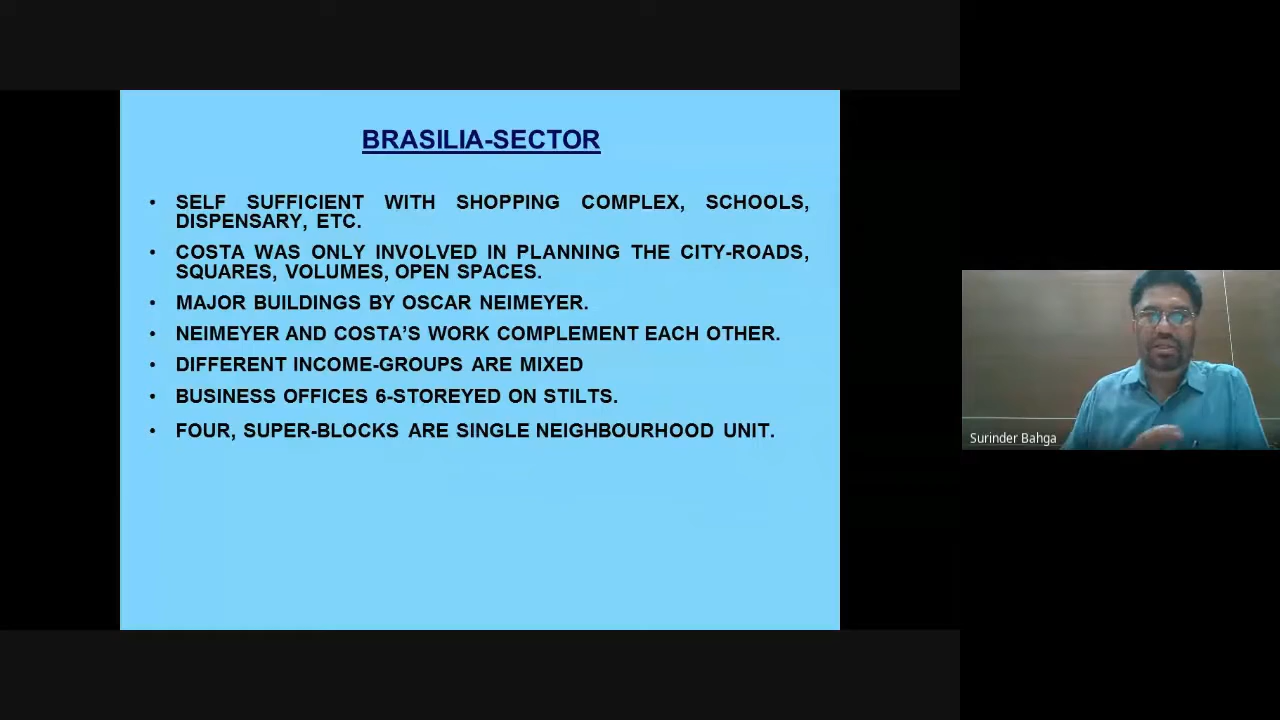 BRASILIA-SECTOR
• SELF SUFFICIENT WITH SHOPPING COMPLEX, SCHOOLS,
DISPENSARY, ETC.
• COSTA WAS ONLY INVOLVED IN PLANNING THE CITY-ROADS,
SQUARES, VOLUMES, OPEN SPACES.
• MAJOR BUILDINGS BY OSCAR NEIMEYER.
• NEIMEYER AND COSTA’S WORK COMPLEMENT EACH OTHER.
• DIFFERENT INCOME-GROUPS ARE MIXED
• BUSINESS OFFICES 6-STOREYED ON STILTS.
• FOUR, SUPER-BLOCKS ARE SINGLE NEIGHBOURHOOD UNIT.
Surinder Bahga